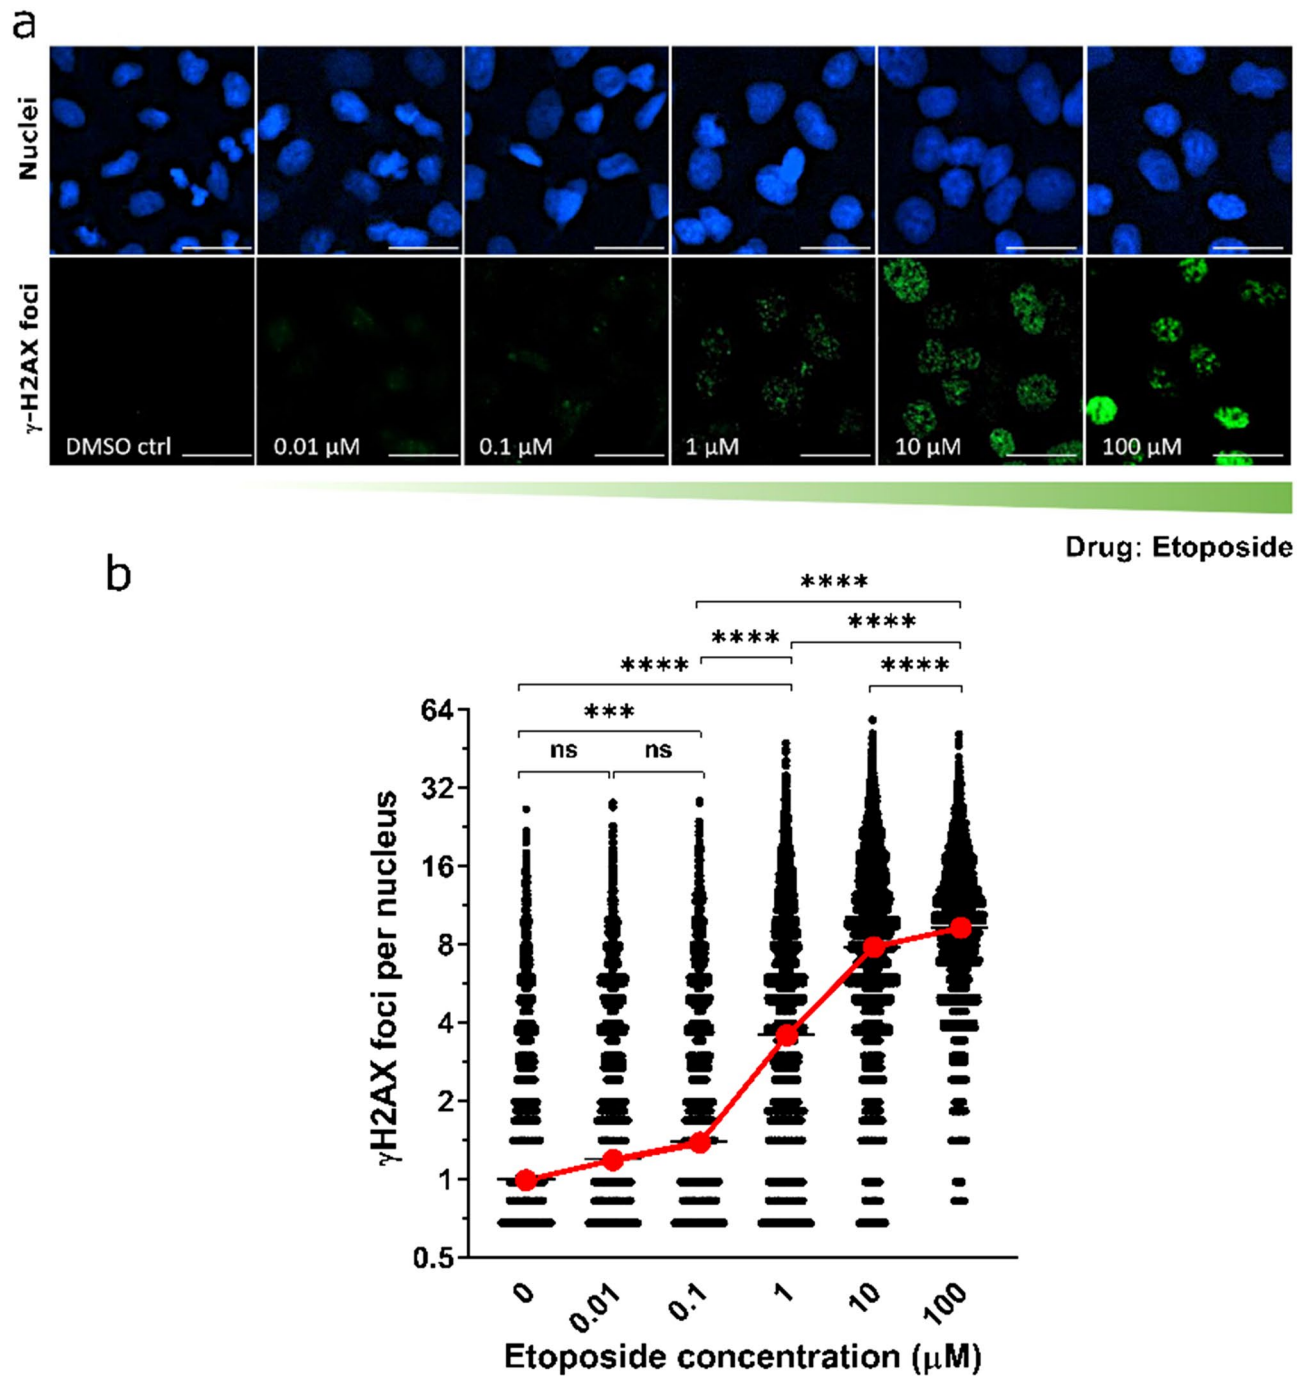 a
Nuclei
γ-H2AX foci
DMSO ctrl
0.01 μM
0.1 μM
1 μM
10 μM
100 μM
Drug: Etoposide
b
****
****
****
****
****
***
ns
ns
γH2AX foci per nucleus
64
32
16
8
4
2
1
0.5
0
0.01
0.1
1
10
100
Etoposide concentration (μM)